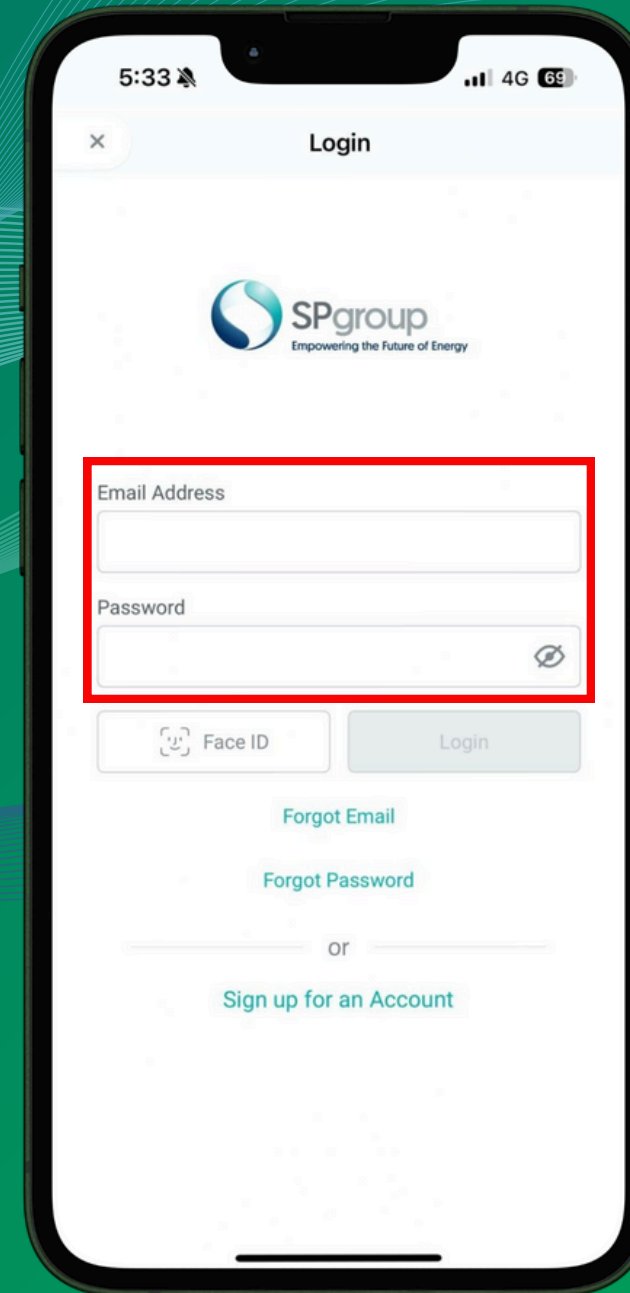 5:33
4G 69
Login
SPgroup
Empowering the Future of Energy
Email Address
Password
Face ID
Login
Forgot Email
Forgot Password
or
Sign up for an Account